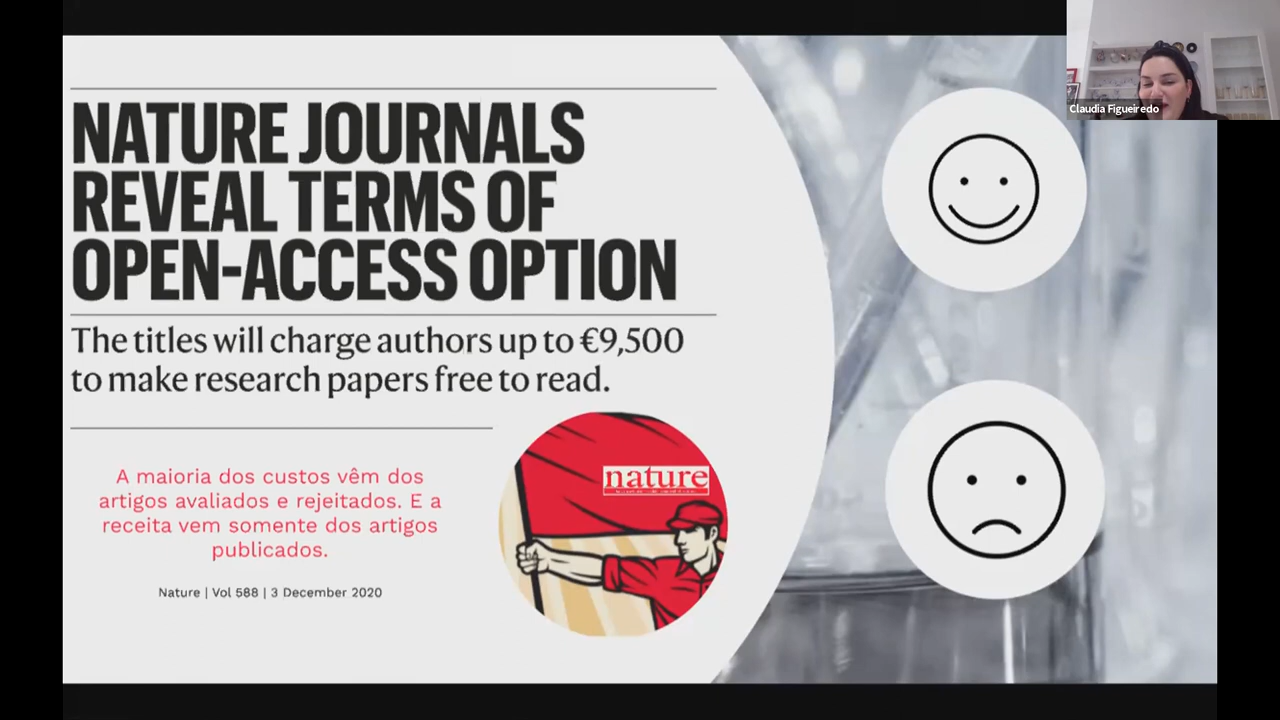 NATURE JOURNALS
REVEAL TERMS OF
OPEN-ACCESS OPTION
The titles will charge authors up to €9,500
to make research papers free to read.
A maioria dos custos vêm dos
artigos avaliados e rejeitados. E a
receita vem somente dos artigos
publicados.
Nature | Vol 588 | 3 December 2020
nature
Claudia Figueiredo